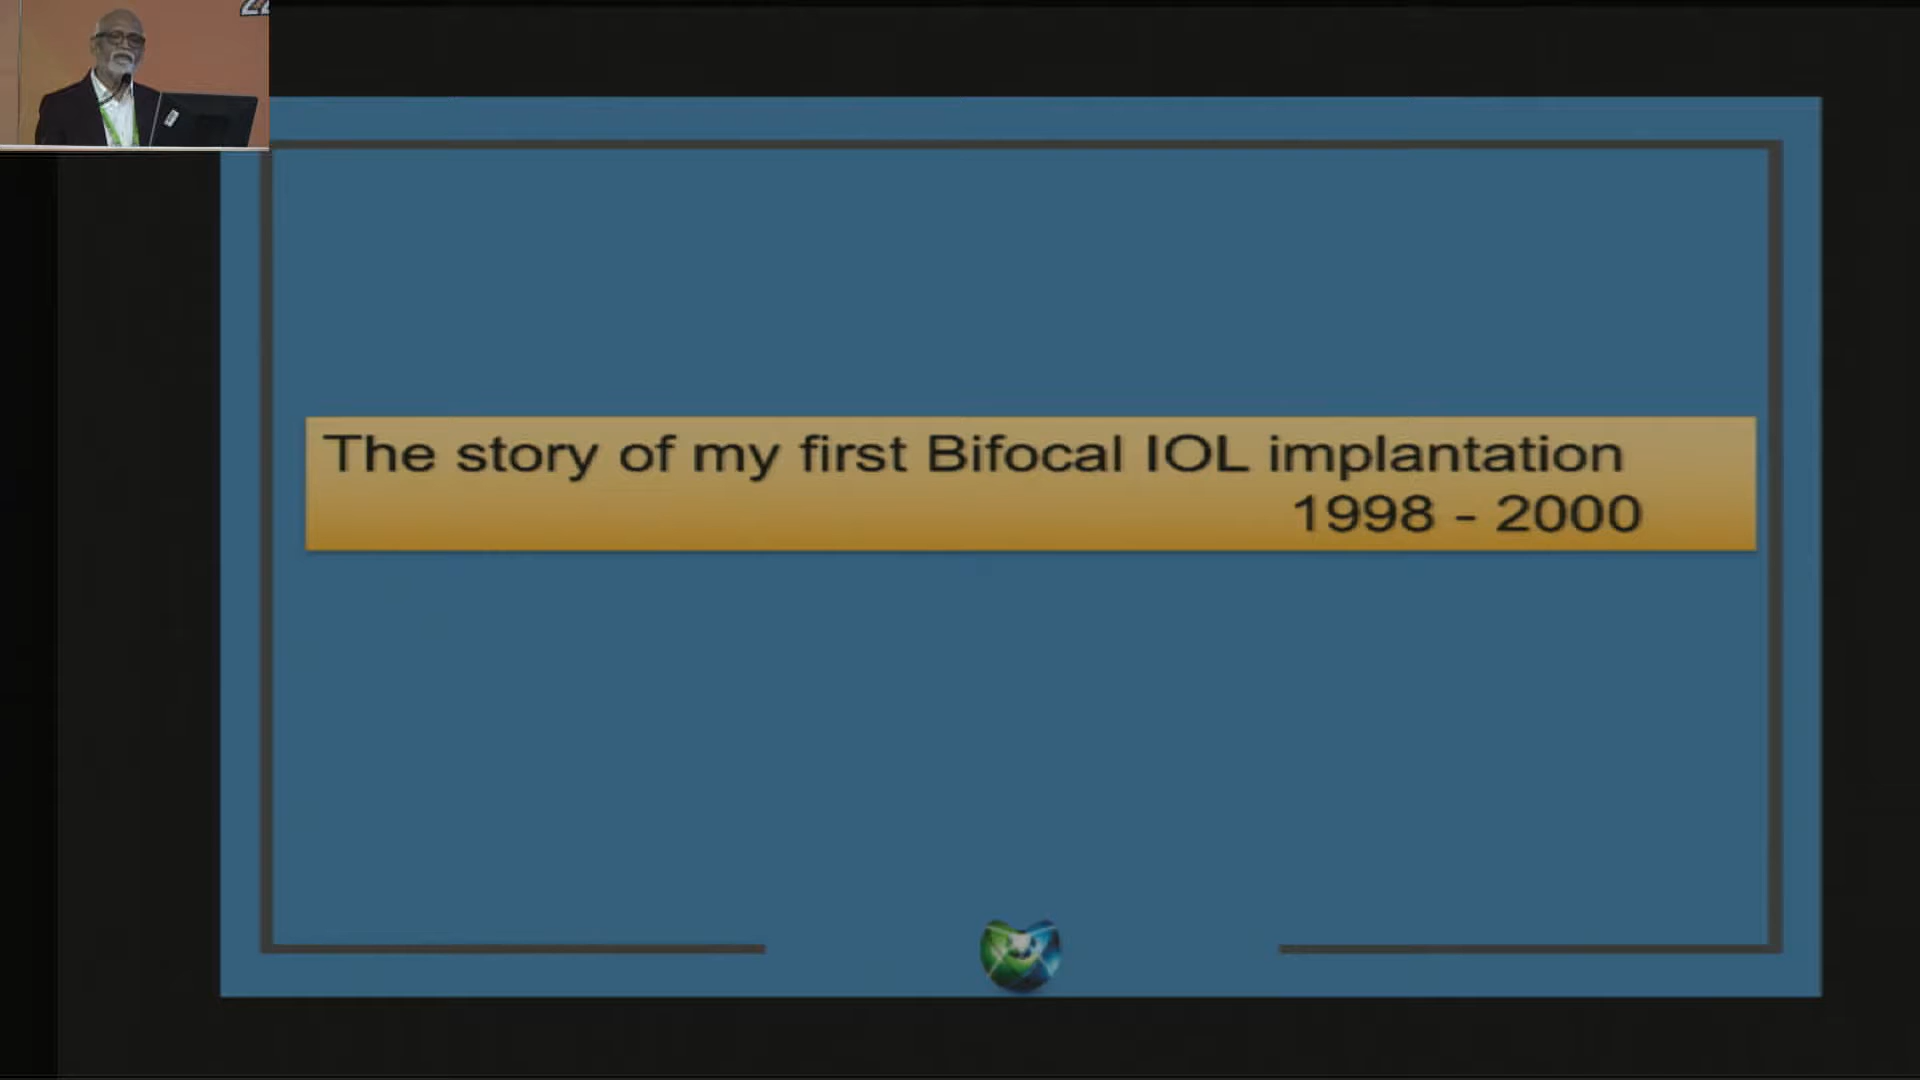 The story of my first Bifocal IOL implantation
1998 - 2000